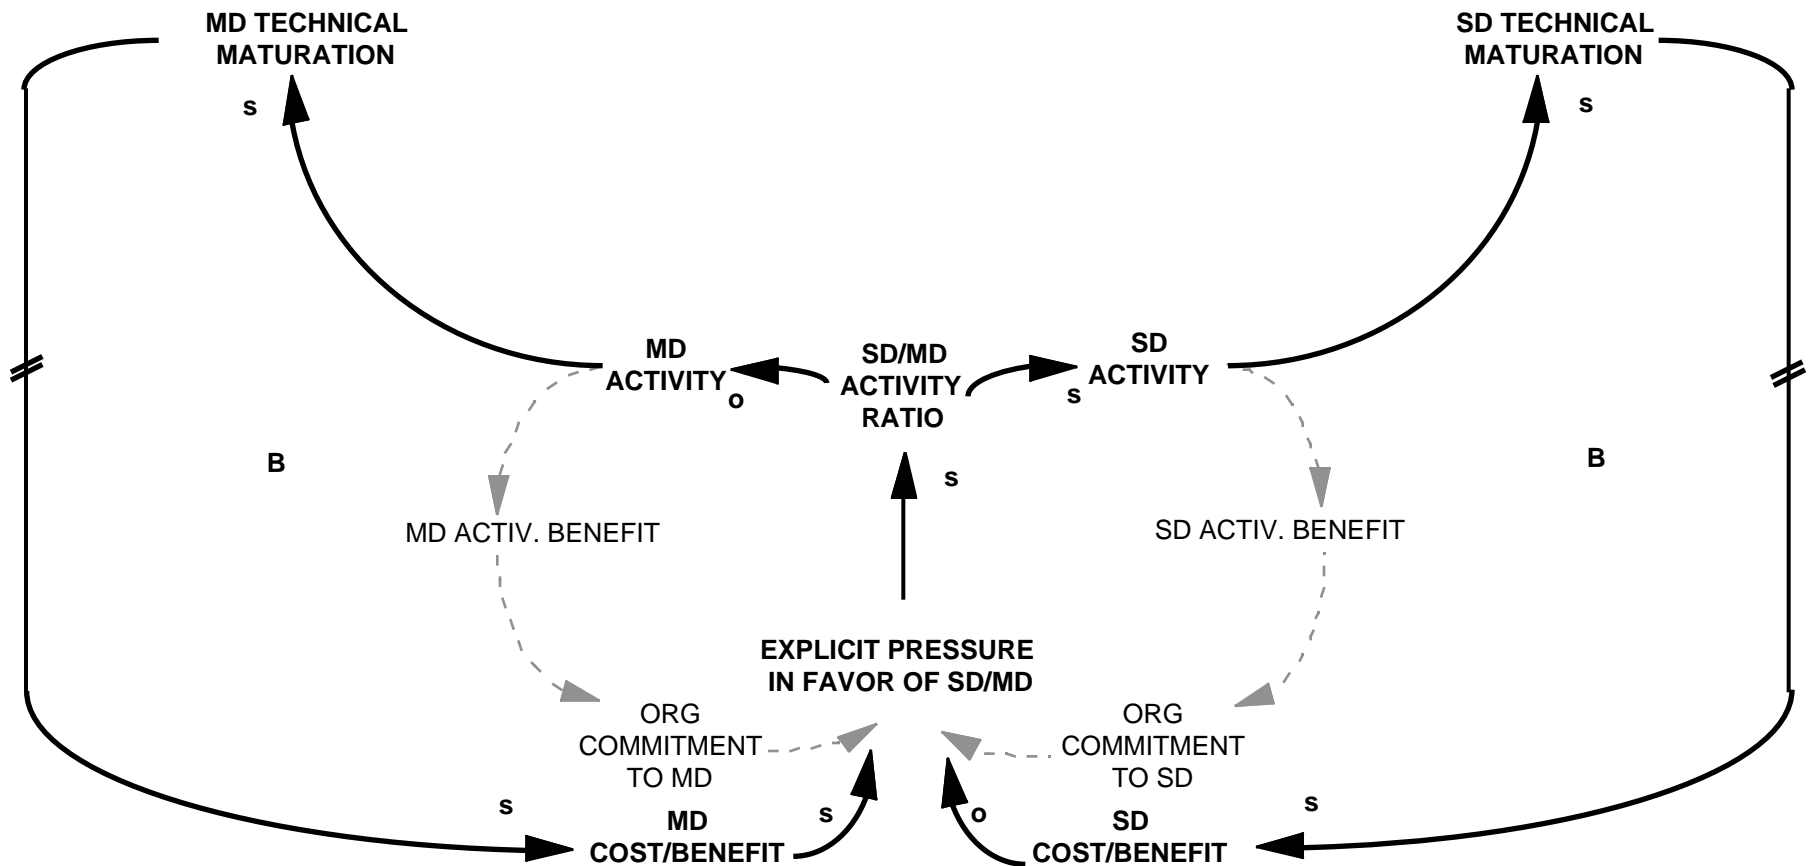 MD TECHNICAL
MATURATION
SD TECHNICAL
MATURATION
s
s
MD
ACTIVITY
o
SD/MD
ACTIVITY
RATIO
SD
ACTIVITY
s
B
B
s
MD ACTIV. BENEFIT
SD ACTIV. BENEFIT
EXPLICIT PRESSURE
IN FAVOR OF SD/MD
ORG
COMMITMENT
TO MD
ORG
COMMITMENT
TO SD
s
MD
COST/BENEFIT
s
o
SD
COST/BENEFIT
s